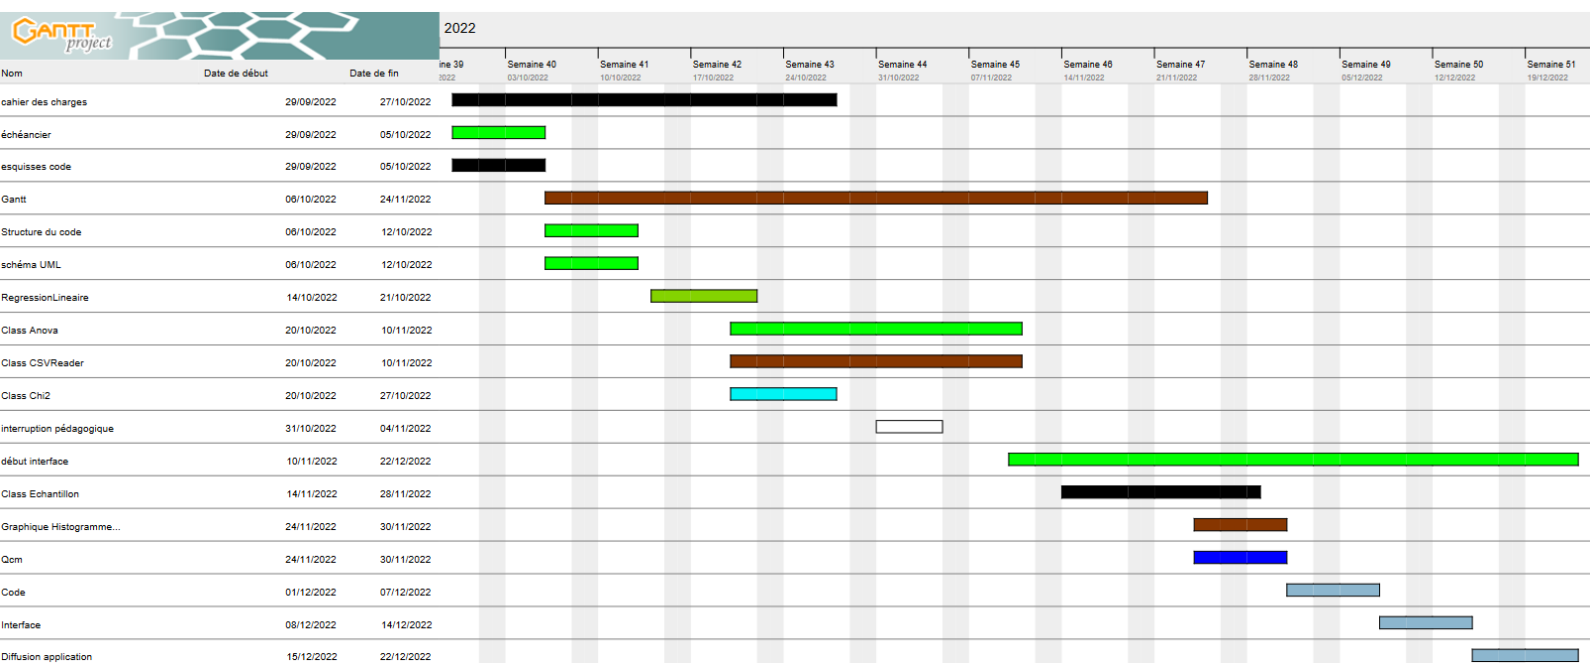 GANTT
project
2022
ine 39 Semaine 40 Semaine 41 Semaine 42 Semaine 43 Semaine 44 Semaine 45 Semaine 46 Semaine 47 Semaine 48 Semaine 49 Semaine 50 Semaine 51
Nom Date de début Date de fin 2022 03/10/2022 10/10/2022 17/10/2022 24/10/2022 31/10/2022 07/11/2022 14/11/2022 21/11/2022 28/11/2022 05/12/2022 12/12/2022 19/12/2022
cahier des charges 29/09/2022 27/10/2022
échéancier 29/09/2022 05/10/2022
esquisses code 29/09/2022 05/10/2022
Gantt 06/10/2022 24/11/2022
Structure du code 06/10/2022 12/10/2022
schéma UML 06/10/2022 12/10/2022
RegressionLineaire 14/10/2022 21/10/2022
Class Anova 20/10/2022 10/11/2022
Class CSVReader 20/10/2022 10/11/2022
Class Chi2 20/10/2022 27/10/2022
interruption pédagogique 31/10/2022 04/11/2022
début interface 10/11/2022 22/12/2022
Class Echantillon 14/11/2022 28/11/2022
Graphique Histogramme... 24/11/2022 30/11/2022
Qcm 24/11/2022 30/11/2022
Code 01/12/2022 07/12/2022
Interface 08/12/2022 14/12/2022
Diffusion application 15/12/2022 22/12/2022